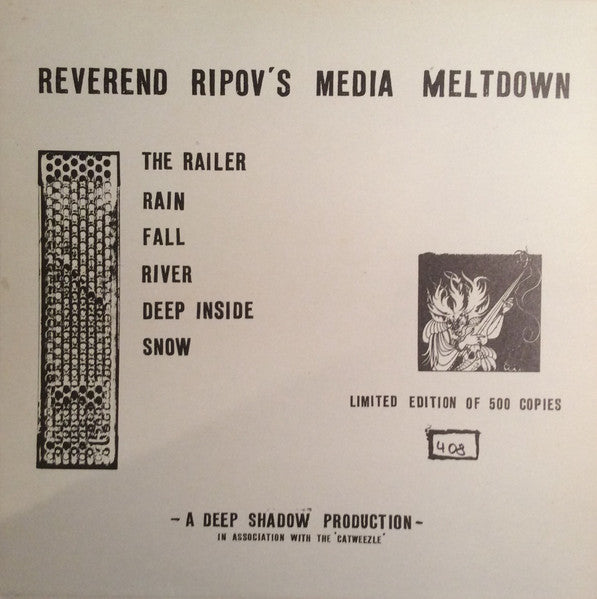 REVEREND RIPOV'S MEDIA MELTDOWN
THE RAILER
RAIN
FALL
RIVER
DEEP INSIDE
SNOW
LIMITED EDITION OF 500 COPIES
408
- A DEEP SHADOW PRODUCTION -
IN ASSOCIATION WITH THE 'CATWEEZLE'